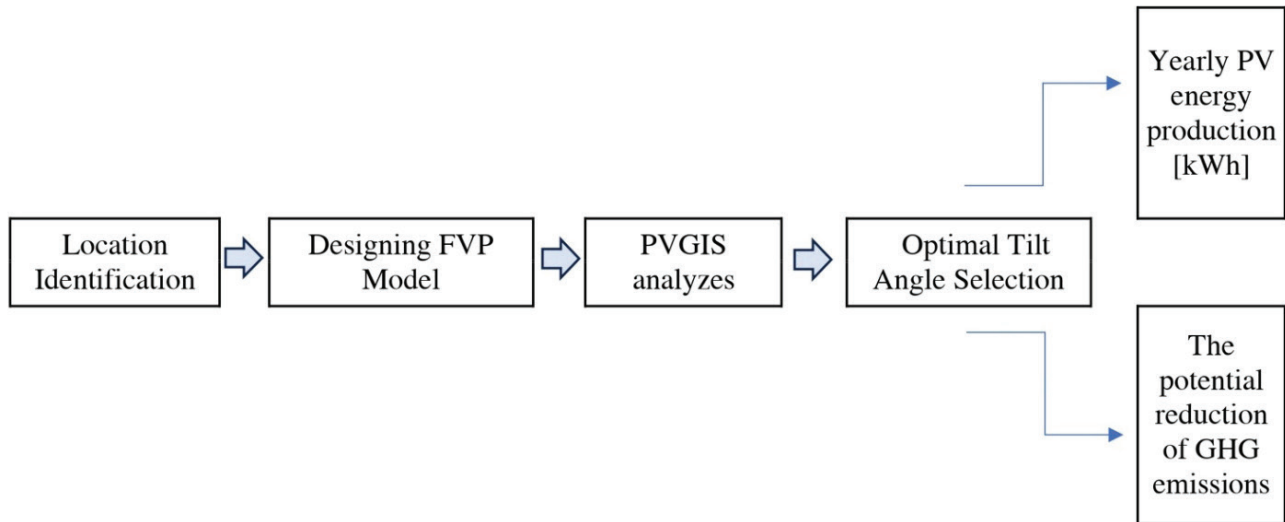 Location
Identification
Designing FVP
Model
PVGIS
analyzes
Optimal Tilt
Angle Selection
Yearly PV
energy
production
[kWh]
The
potential
reduction
of GHG
emissions